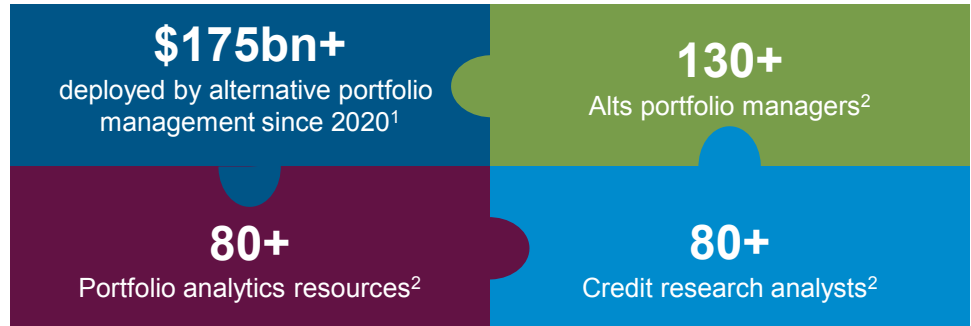 $175bn+
deployed by alternative portfolio
management since 2020¹
130+
Alts portfolio managers²
80+
Portfolio analytics resources²
80+
Credit research analysts²